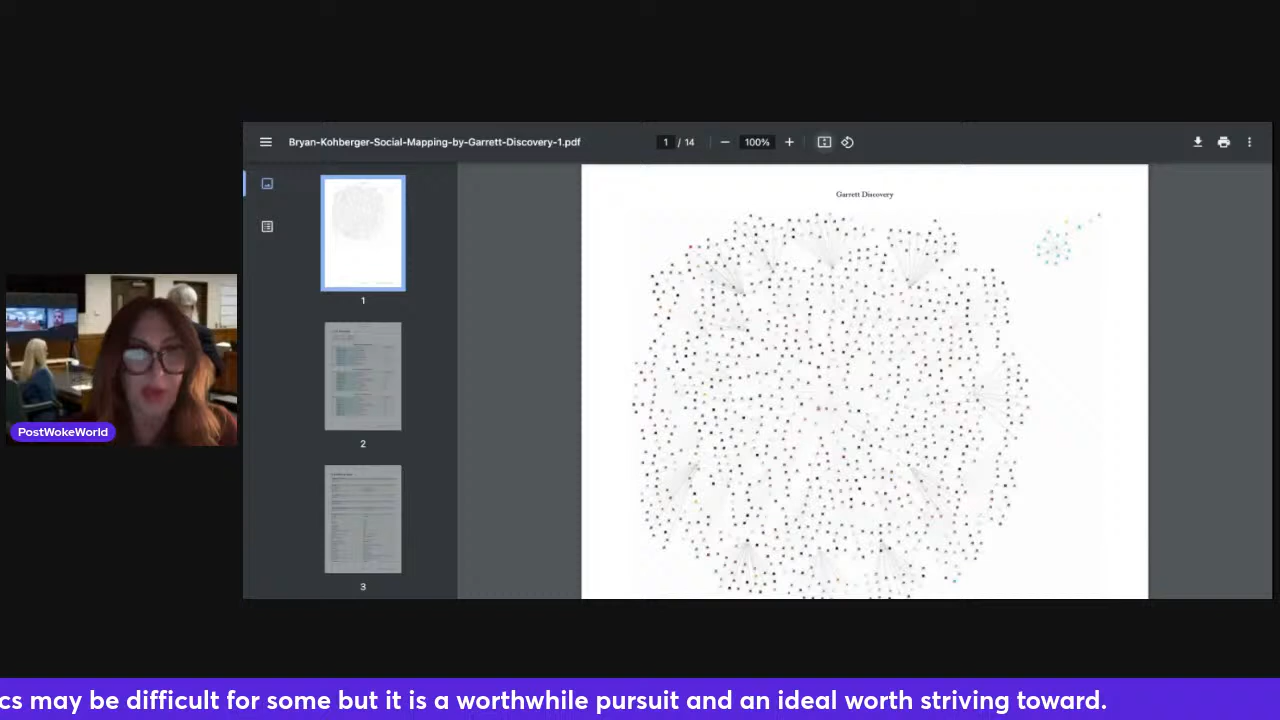 Bryan-Kohberger-Social-Mapping-by-Garrett-Discovery-1.pdf
1 / 14
100%
Garrett Discovery
1
2
3
PostWokeWorld
cs may be difficult for some but it is a worthwhile pursuit and an ideal worth striving toward.